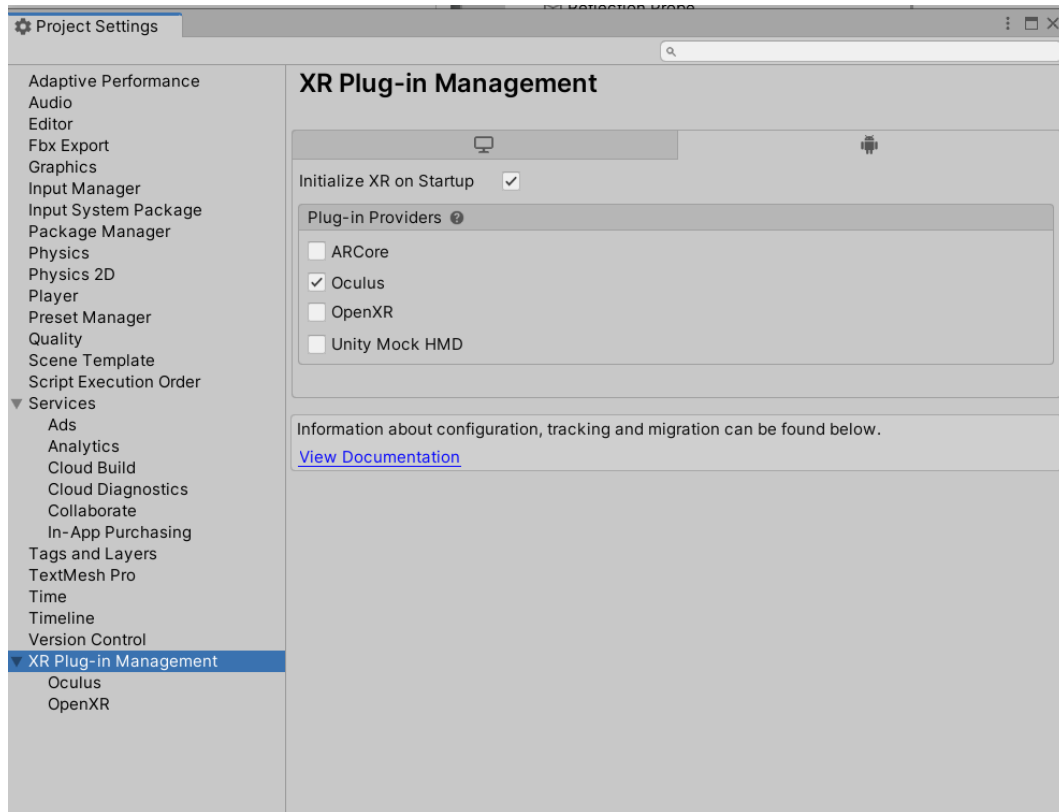 Reflection Probe
Project Settings
XR Plug-in Management
Adaptive Performance
Audio
Editor
Fbx Export
Graphics
Input Manager
Input System Package
Package Manager
Physics
Physics 2D
Player
Preset Manager
Quality
Scene Template
Script Execution Order
Services
Ads
Analytics
Cloud Build
Cloud Diagnostics
Collaborate
In-App Purchasing
Tags and Layers
TextMesh Pro
Time
Timeline
Version Control
XR Plug-in Management
Oculus
OpenXR
Initialize XR on Startup
Plug-in Providers
ARCore
Oculus
OpenXR
Unity Mock HMD
Information about configuration, tracking and migration can be found below.
View Documentation